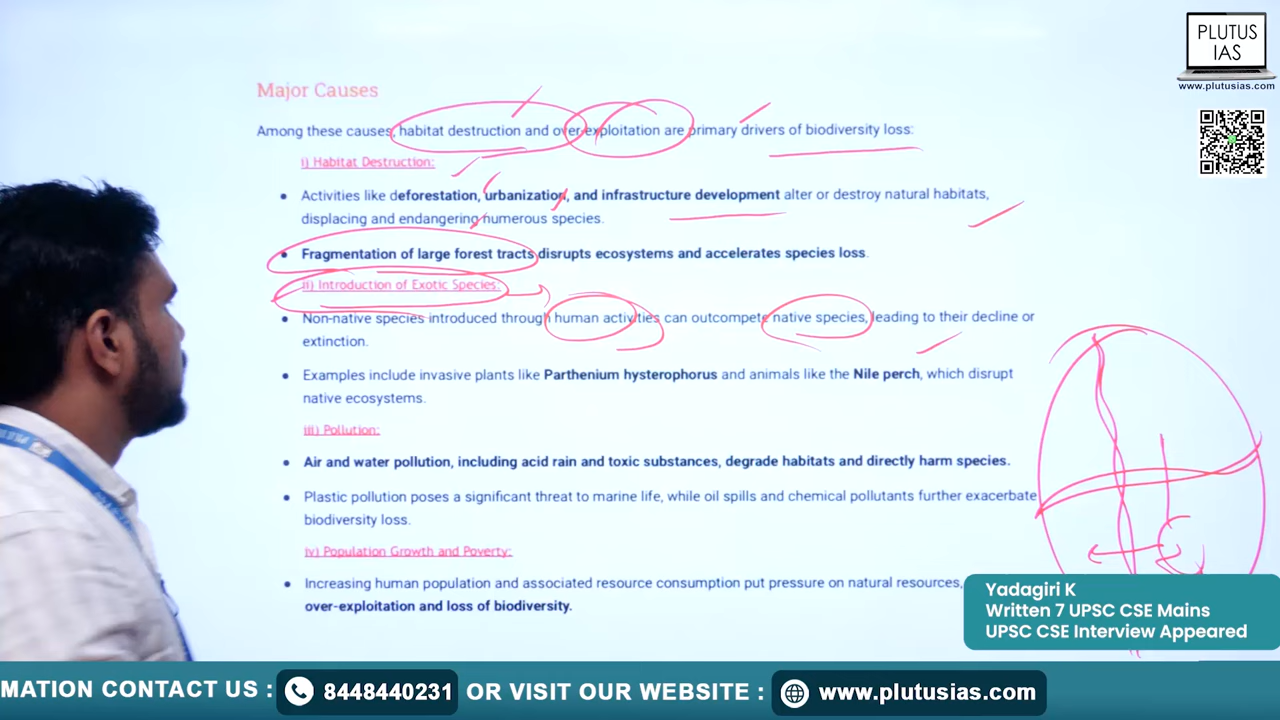 PLUTUS
IAS
www.plutusias.com
Major Causes
Among these causes, habitat destruction and over-exploitation are primary drivers of biodiversity loss:
i) Habitat Destruction:
• Activities like deforestation, urbanization, and infrastructure development alter or destroy natural habitats,
displacing and endangering numerous species.
• Fragmentation of large forest tracts disrupts ecosystems and accelerates species loss.
ii) Introduction of Exotic Species:
• Non-native species introduced through human activities can outcompete native species, leading to their decline or
extinction.
• Examples include invasive plants like Parthenium hysterophorus and animals like the Nile perch, which disrupt
native ecosystems.
iii) Pollution:
• Air and water pollution, including acid rain and toxic substances, degrade habitats and directly harm species.
• Plastic pollution poses a significant threat to marine life, while oil spills and chemical pollutants further exacerbate
biodiversity loss.
iv) Population Growth and Poverty:
• Increasing human population and associated resource consumption put pressure on natural resources,
over-exploitation and loss of biodiversity.
Yadagiri K
Written 7 UPSC CSE Mains
UPSC CSE Interview Appeared
MATION CONTACT US : 8448440231 OR VISIT OUR WEBSITE : www.plutusias.com